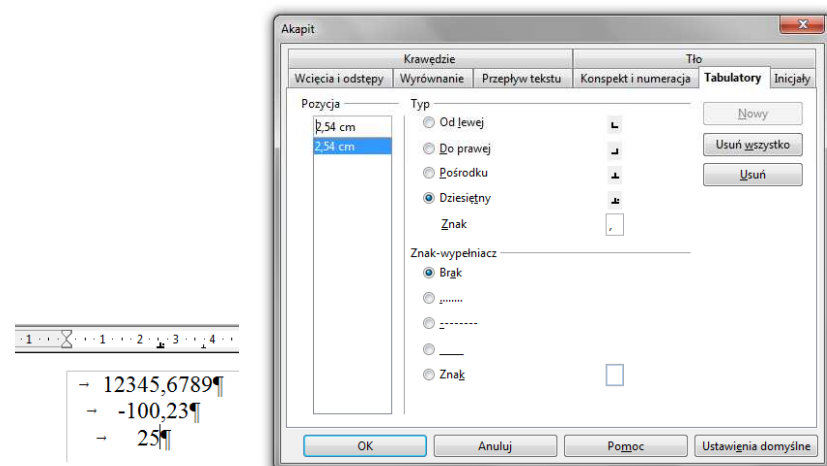 Akapit
Krawędzie Tło
Wcięcia i odstępy Wyrównanie Przepływ tekstu Konspekt i numeracja Tabulatory Inicjały
Pozycja
2,54 cm
2,54 cm
Typ
Od lewej
Do prawej
Pośrodku
Dziesiętny
Znak ,
Znak-wypełniacz
Brak
.......
--------
____
Znak
Nowy
Usuń wszystko
Usuń
OK Anuluj Pomoc Ustawienia domyślne
·1· · · ·1· · · 2 · · 3 · · ·4 · ·
→ 12345,6789¶
→ -100,23¶
→ 25¶